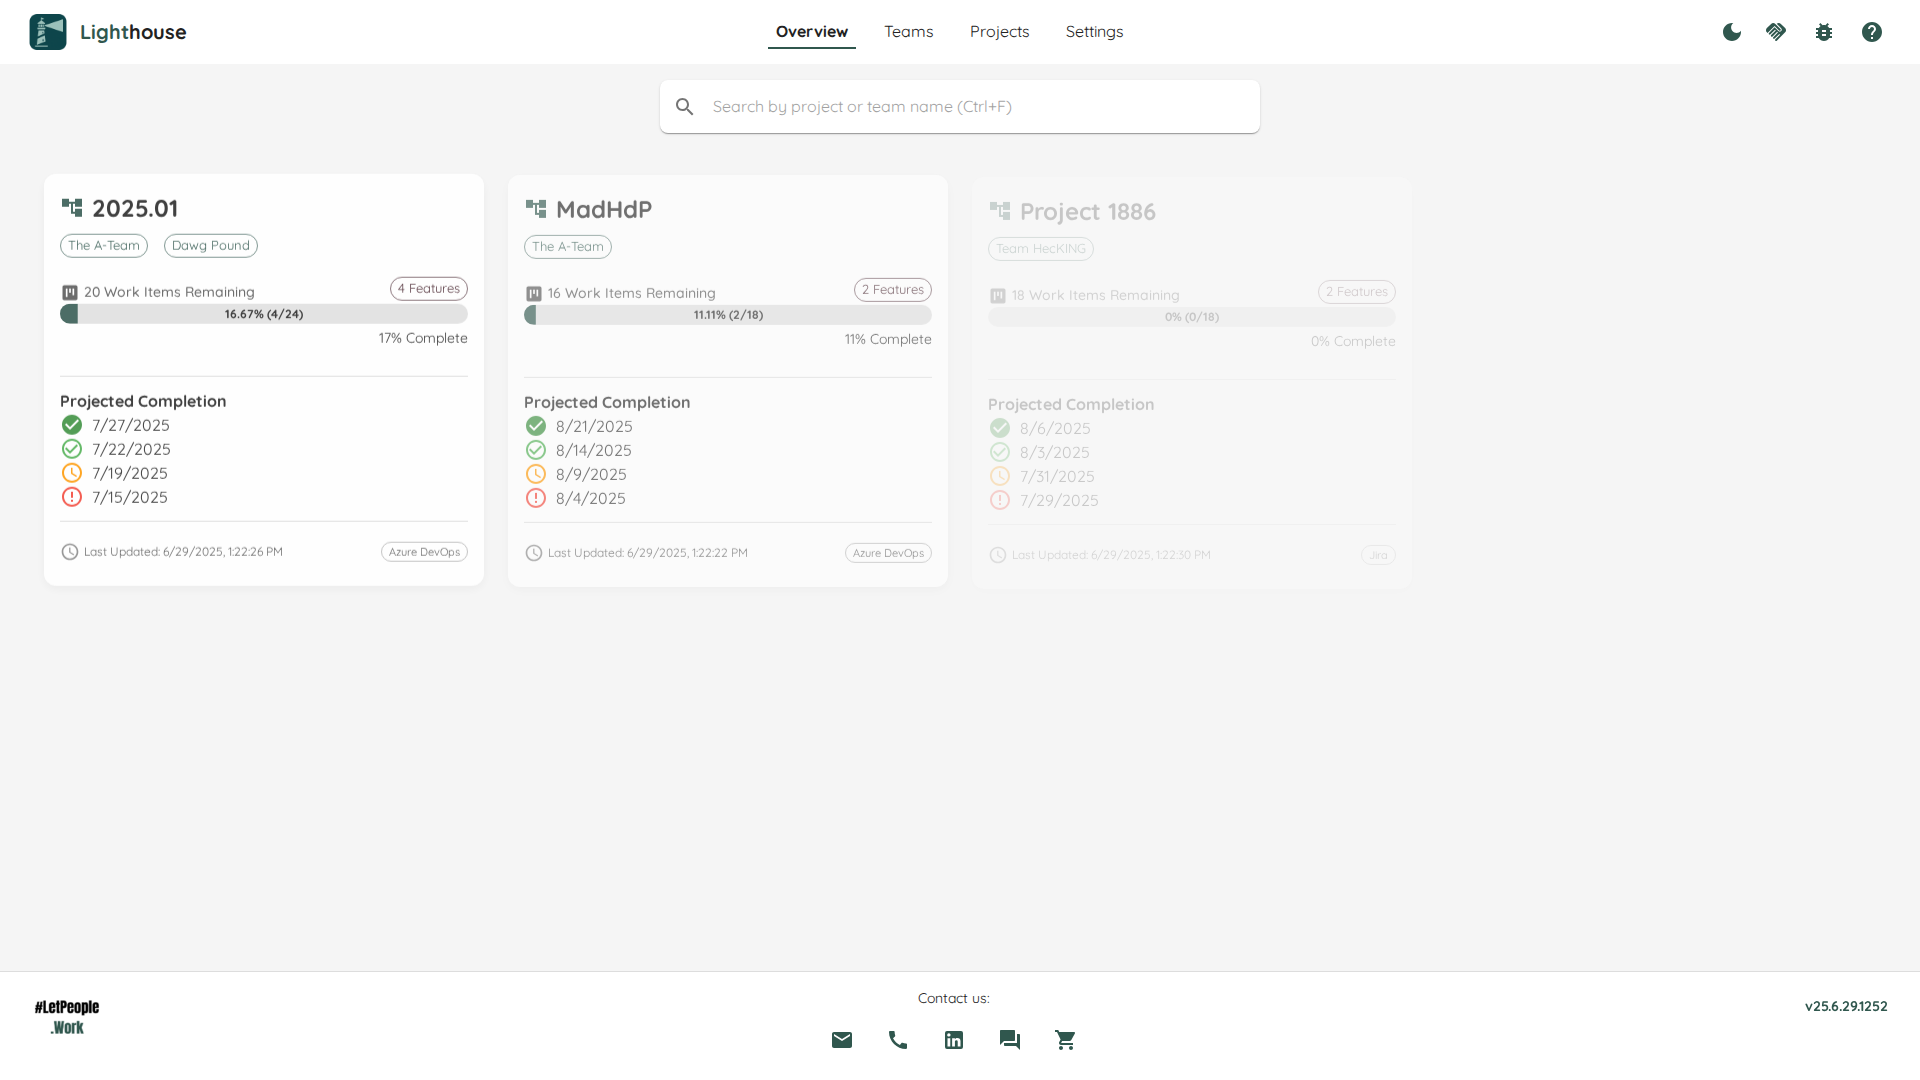 Lighthouse
Overview Teams Projects Settings
Search by project or team name (Ctrl+F)
2025.01
The A-Team Dawg Pound
20 Work Items Remaining 4 Features
16.67% (4/24)
17% Complete
Projected Completion
7/27/2025
7/22/2025
7/19/2025
7/15/2025
Last Updated: 6/29/2025, 1:22:26 PM Azure DevOps
MadHdP
The A-Team
16 Work Items Remaining 2 Features
11.11% (2/18)
11% Complete
Projected Completion
8/21/2025
8/14/2025
8/9/2025
8/4/2025
Last Updated: 6/29/2025, 1:22:22 PM Azure DevOps
Project 1886
Team HecKING
18 Work Items Remaining 2 Features
0% (0/18)
0% Complete
Projected Completion
8/6/2025
8/3/2025
7/31/2025
7/29/2025
Last Updated: 6/29/2025, 1:22:30 PM Jira
#LetPeople
.Work
Contact us:
v25.6.29.1252